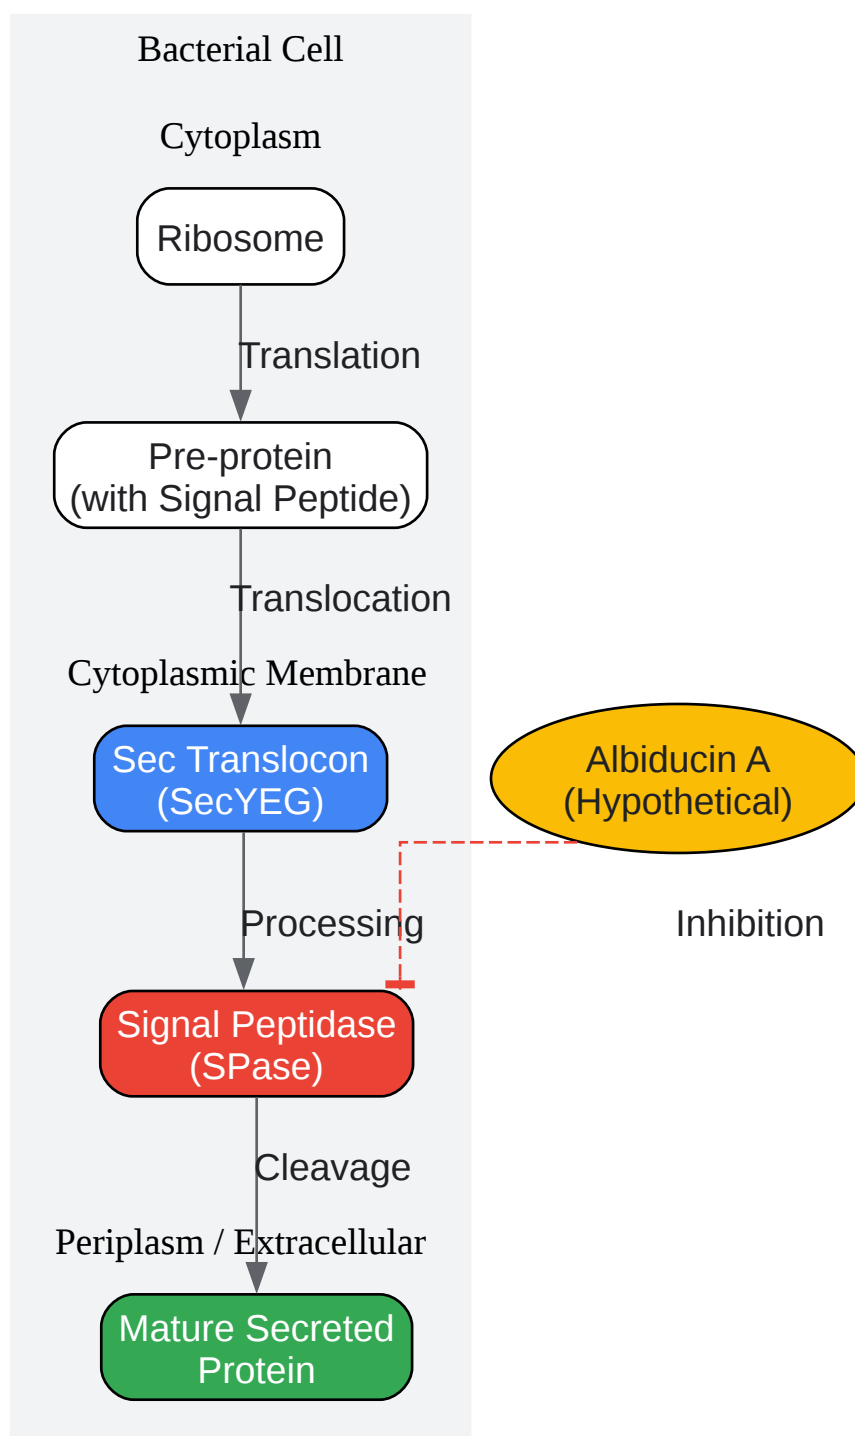 Bacterial Cell
Cytoplasm
Ribosome
Translation
Pre-protein
(with Signal Peptide)
Translocation
Cytoplasmic Membrane
Sec Translocon
(SecYEG)
Albiducin A
(Hypothetical)
Processing
Inhibition
Signal Peptidase
(SPase)
Cleavage
Periplasm / Extracellular
Mature Secreted
Protein